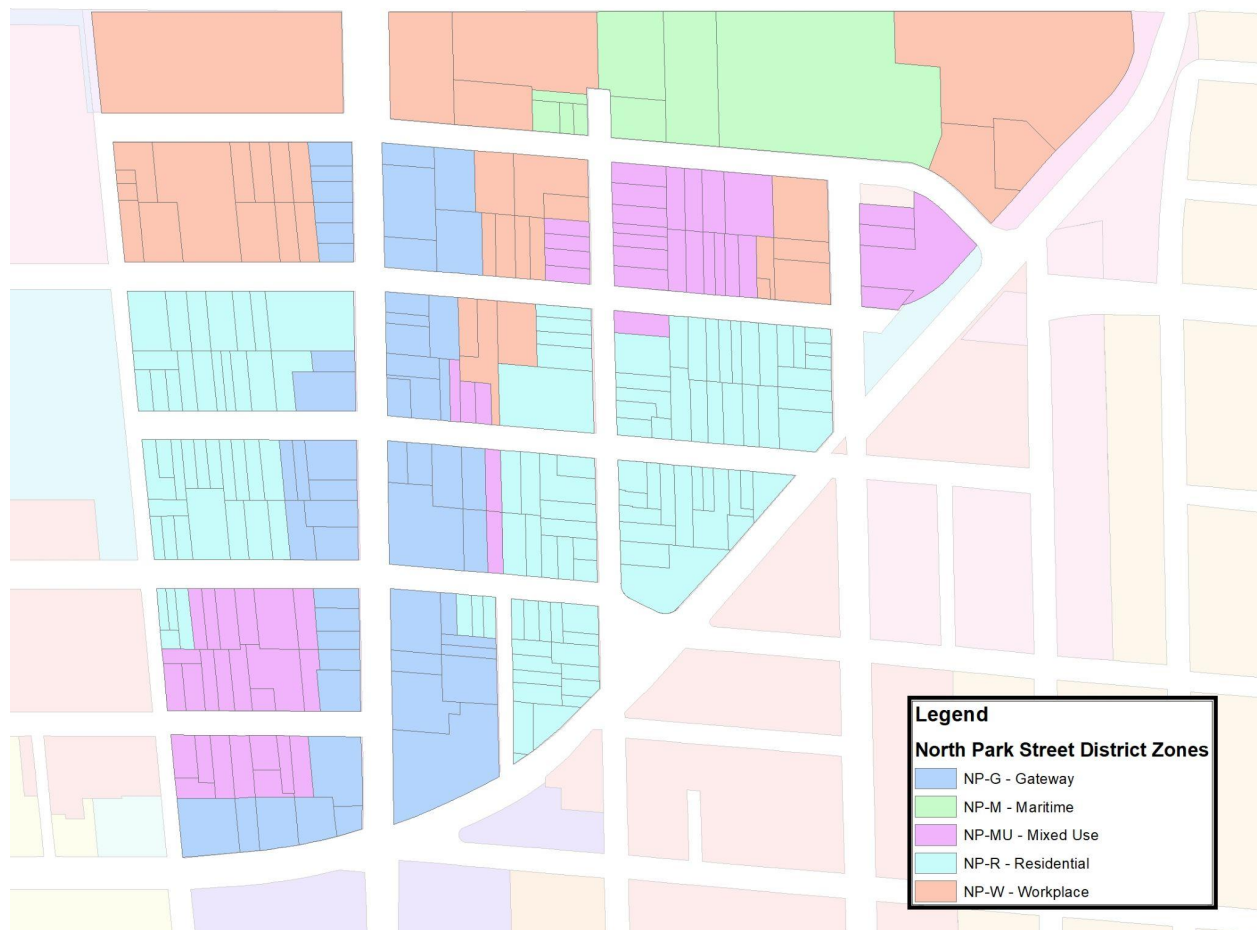 Legend
North Park Street District Zones
NP-G - Gateway
NP-M - Maritime
NP-MU - Mixed Use
NP-R - Residential
NP-W - Workplace